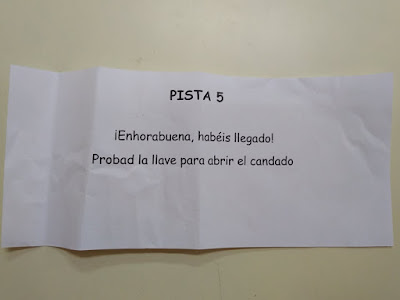 PISTA 5
¡Enhorabuena, habéis llegado!
Probad la llave para abrir el candado